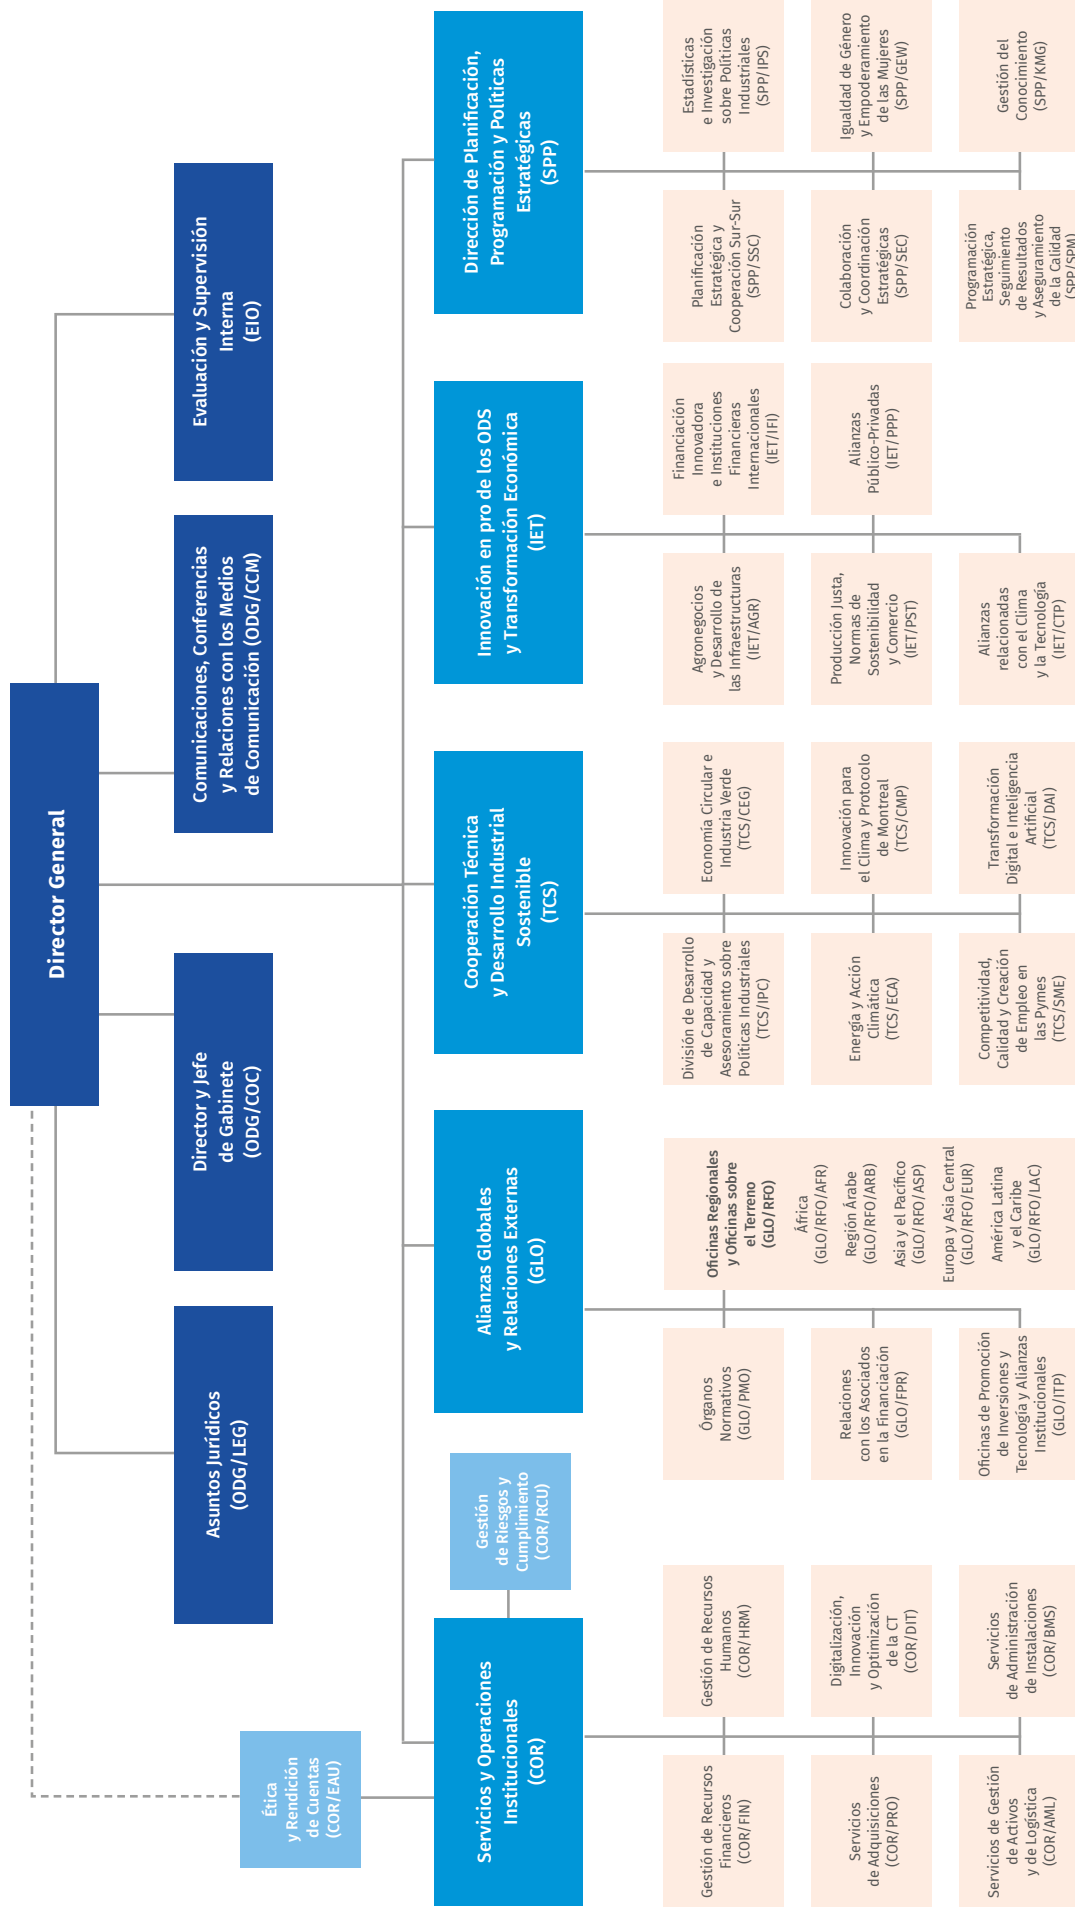 Director General
Asuntos Jurídicos
(ODG/LEG)
Director y Jefe
de Gabinete
(ODG/COC)
Comunicaciones, Conferencias
y Relaciones con los Medios
de Comunicación (ODG/CCM)
Evaluación y Supervisión
Interna
(EIO)
Ética
y Rendición
de Cuentas
(COR/EAU)
Servicios y Operaciones
Institucionales
(COR)
Gestión
de Riesgos y
Cumplimiento
(COR/RCU)
Alianzas Globales
y Relaciones Externas
(GLO)
Cooperación Técnica
y Desarrollo Industrial
Sostenible
(TCS)
Innovación en pro de los ODS
y Transformación Económica
(IET)
Dirección de Planificación,
Programación y Políticas
Estratégicas
(SPP)
Gestión de Recursos
Financieros
(COR/FIN)
Gestión de Recursos
Humanos
(COR/HRM)
Servicios
de Adquisiciones
(COR/PRO)
Digitalización,
Innovación
y Optimización
de la CT
(COR/DIT)
Servicios de Gestión
de Activos
y de Logística
(COR/AML)
Servicios
de Administración
de Instalaciones
(COR/BMS)
Órganos
Normativos
(GLO/PMO)
Relaciones
con los Asociados
en la Financiación
(GLO/FPR)
Oficinas de Promoción
de Inversiones y
Tecnología y Alianzas
Institucionales
(GLO/ITP)
Oficinas Regionales
y Oficinas sobre
el Terreno
(GLO/RFO)
África
(GLO/RFO/AFR)
Región Árabe
(GLO/RFO/ARB)
Asia y el Pacífico
(GLO/RFO/ASP)
Europa y Asia Central
(GLO/RFO/EUR)
América Latina
y el Caribe
(GLO/RFO/LAC)
División de Desarrollo
de Capacidad y
Asesoramiento sobre
Políticas Industriales
(TCS/IPC)
Economía Circular e
Industria Verde
(TCS/CEG)
Energía y Acción
Climática
(TCS/ECA)
Innovación para
el Clima y Protocolo
de Montreal
(TCS/CMP)
Competitividad,
Calidad y Creación
de Empleo en
las Pymes
(TCS/SME)
Transformación
Digital e Inteligencia
Artificial
(TCS/DAI)
Agronegocios
y Desarrollo de
las Infraestructuras
(IET/AGR)
Financiación
Innovadora
e Instituciones
Financieras
Internacionales
(IET/IFI)
Producción Justa,
Normas de
Sostenibilidad
y Comercio
(IET/PST)
Alianzas
Público-Privadas
(IET/PPP)
Alianzas
relacionadas
con el Clima
y la Tecnología
(IET/CTP)
Planificación
Estratégica y
Cooperación Sur-Sur
(SPP/SSC)
Estadísticas
e Investigación
sobre Políticas
Industriales
(SPP/IPS)
Colaboración
y Coordinación
Estratégicas
(SPP/SEC)
Igualdad de Género
y Empoderamiento
de las Mujeres
(SPP/GEW)
Programación
Estratégica,
Seguimiento
de Resultados
y Aseguramiento
de la Calidad
(SPP/SPM)
Gestión del
Conocimiento
(SPP/KMG)